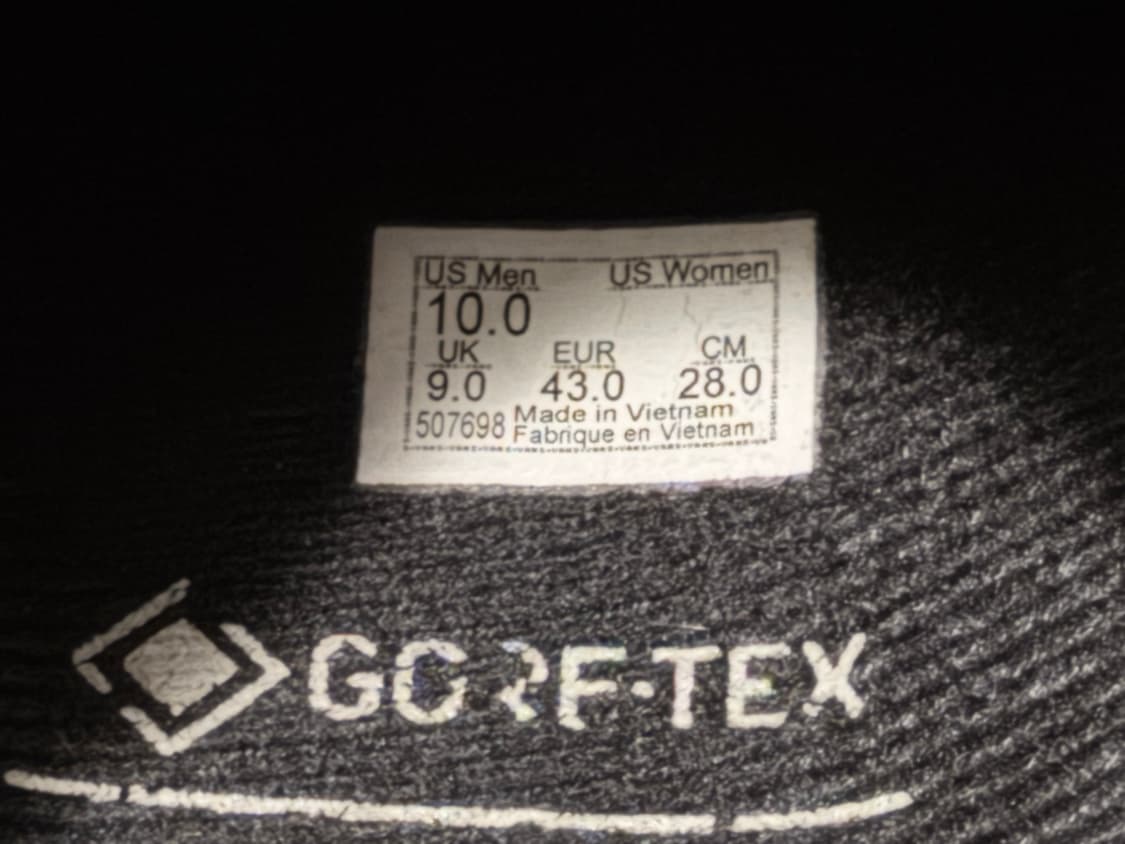 US Men US Women
10.0
UK EUR CM
9.0 43.0 28.0
507698 Made in Vietnam
Fabrique en Vietnam
GORE-TEX